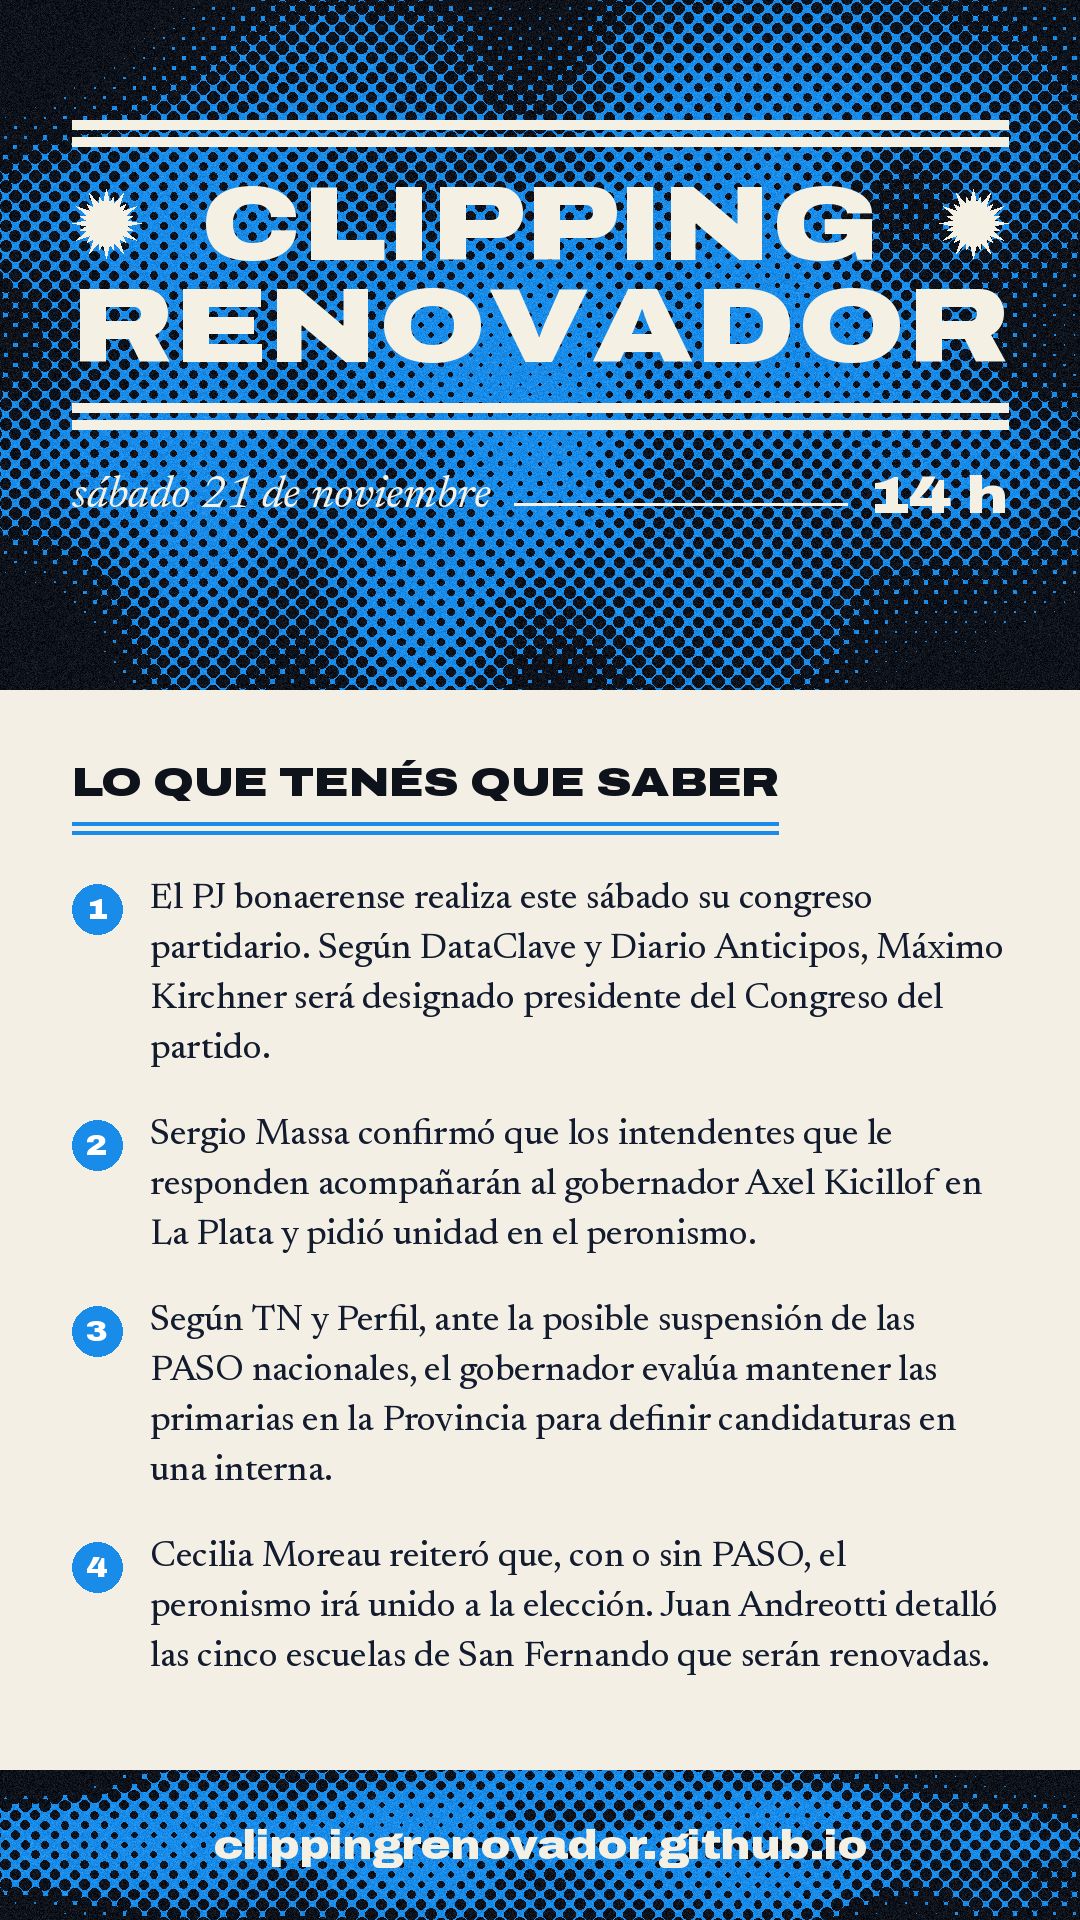 CLIPPING
RENOVADOR
sábado 21 de noviembre 14 h
LO QUE TENÉS QUE SABER
1 El PJ bonaerense realiza este sábado su congreso
partidario. Según DataClave y Diario Anticipos, Máximo
Kirchner será designado presidente del Congreso del
partido.
2 Sergio Massa confirmó que los intendentes que le
responden acompañarán al gobernador Axel Kicillof en
La Plata y pidió unidad en el peronismo.
3 Según TN y Perfil, ante la posible suspensión de las
PASO nacionales, el gobernador evalúa mantener las
primarias en la Provincia para definir candidaturas en
una interna.
4 Cecilia Moreau reiteró que, con o sin PASO, el
peronismo irá unido a la elección. Juan Andreotti detalló
las cinco escuelas de San Fernando que serán renovadas.
clippingrenovador.github.io